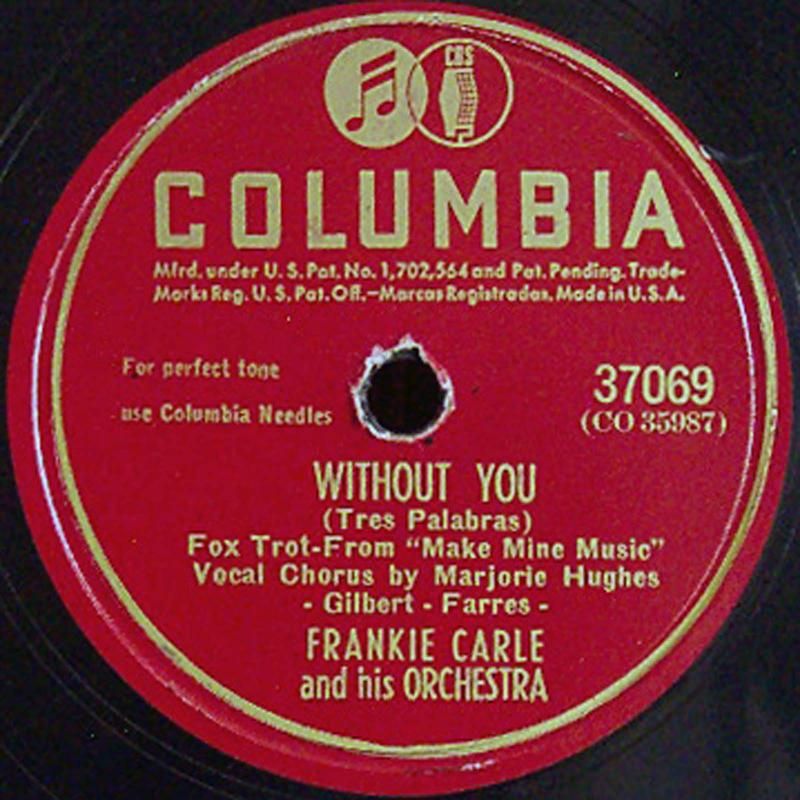 CBS
COLUMBIA
Mfrd. under U. S. Pat. No. 1,702,564 and Pat. Pending. Trade-
Marks Reg. U. S. Pat. Off.—Marcas Registradas. Made in U. S. A.
For perfect tone
use Columbia Needles
37069
(CO 35987)
WITHOUT YOU
(Tres Palabras)
Fox Trot-From "Make Mine Music"
Vocal Chorus by Marjorie Hughes
- Gilbert - Farres -
FRANKIE CARLE
and his ORCHESTRA